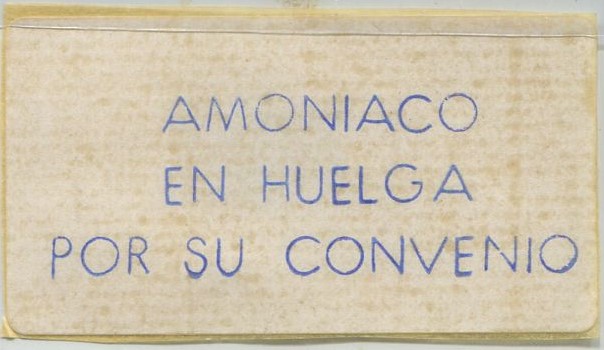 AMONIACO
EN HUELGA
POR SU CONVENIO